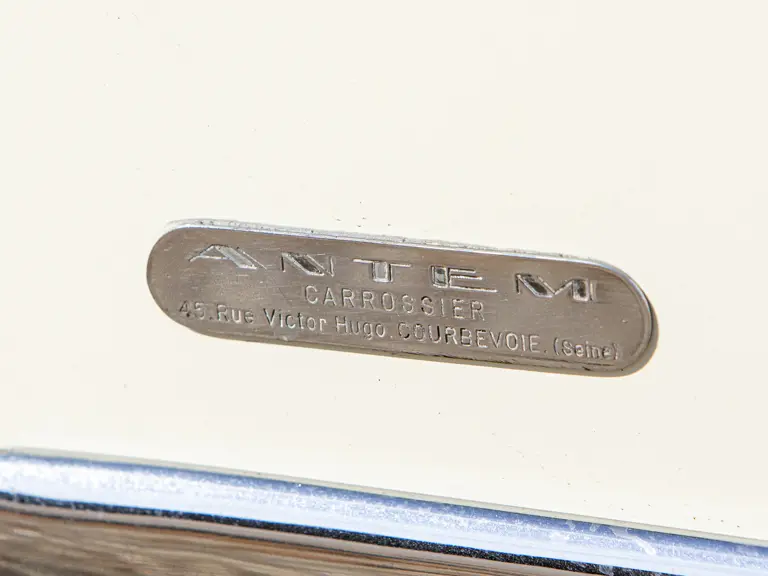 ANTEM
CARROSSIER
45.Rue Victor Hugo.COURBEVOIE.(Seine)